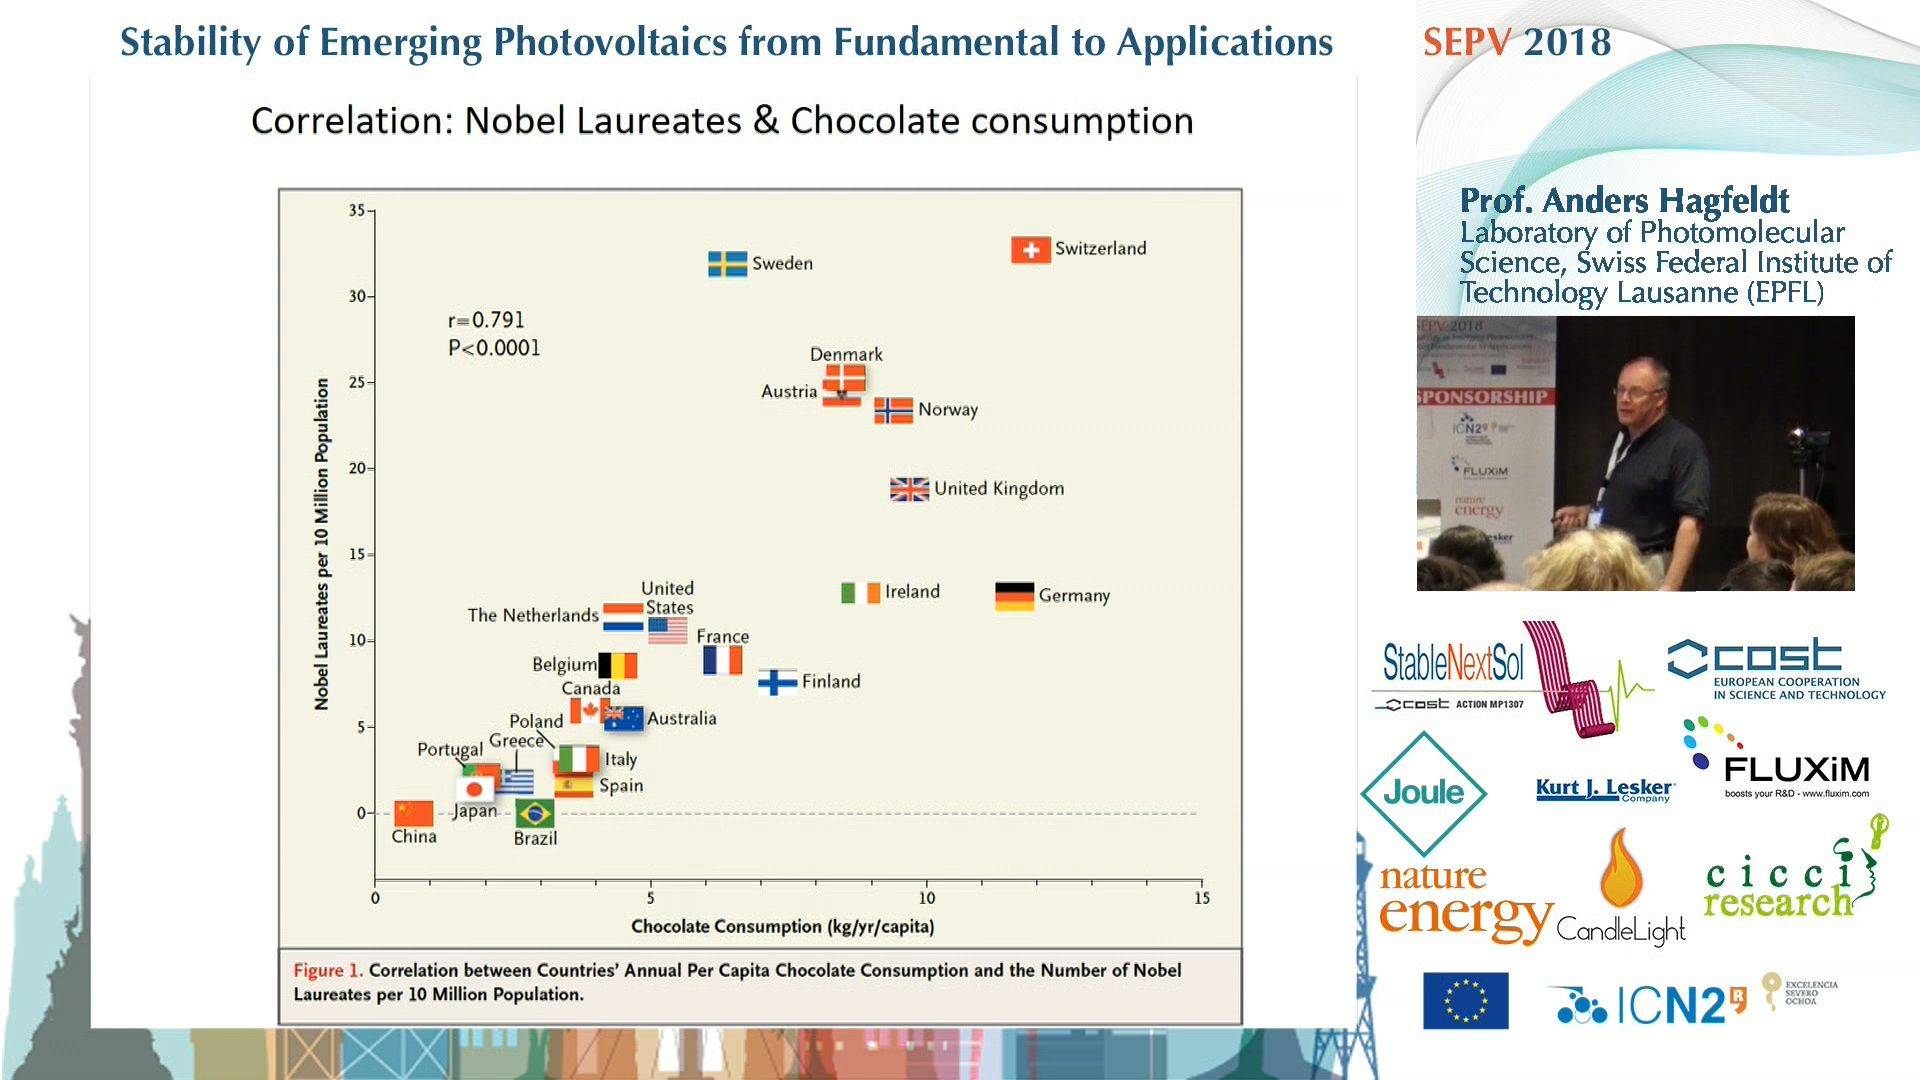 Stability of Emerging Photovoltaics from Fundamental to Applications
SEPV 2018
Correlation: Nobel Laureates & Chocolate consumption
35
30
25
20
15
10
5
0
Nobel Laureates per 10 Million Population
r=0.791
P<0.0001
Sweden
Switzerland
Denmark
Austria
Norway
United Kingdom
Ireland
Germany
United
States
The Netherlands
France
Belgium
Finland
Canada
Australia
Poland
Greece
Portugal
Italy
Spain
Japan
China
Brazil
0
5
10
15
Chocolate Consumption (kg/yr/capita)
Figure 1. Correlation between Countries’ Annual Per Capita Chocolate Consumption and the Number of Nobel
Laureates per 10 Million Population.
Prof. Anders Hagfeldt
Laboratory of Photomolecular
Science, Swiss Federal Institute of
Technology Lausanne (EPFL)
SEPV 2018
SPONSORSHIP
ICN2
FLUXiM
nature
energy
StableNextSol
cost ACTION MP1307
cost
EUROPEAN COOPERATION
IN SCIENCE AND TECHNOLOGY
Joule
Kurt J. Lesker
Company
FLUXiM
boosts your R&D - www.fluxim.com
nature
energy
CandleLight
cicci
research
ICN2
EXCELENCIA
SEVERO
OCHOA